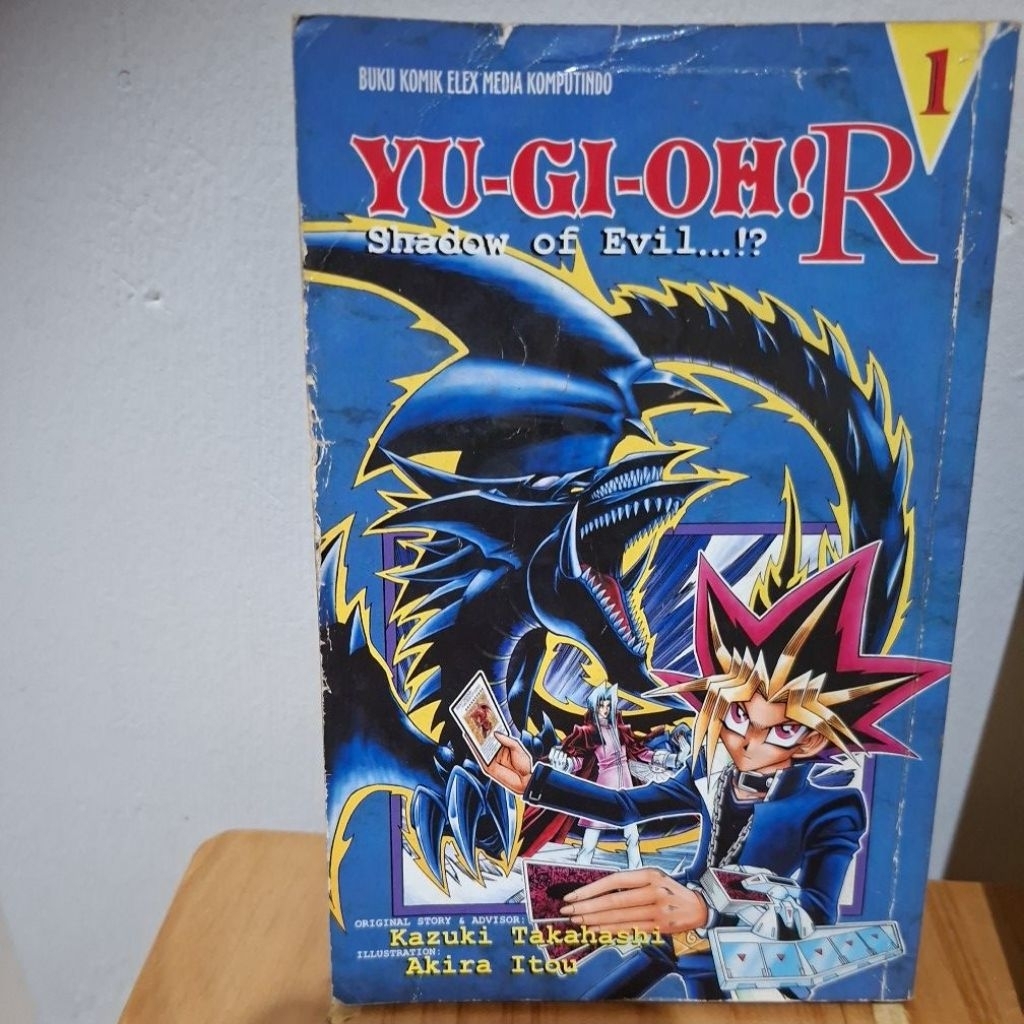 BUKU KOMIK ELEX MEDIA KOMPUTINDO
1
YU-GI-OH! R
Shadow of Evil...!?
ORIGINAL STORY & ADVISOR:
Kazuki Takahashi
ILLUSTRATION:
Akira Itou